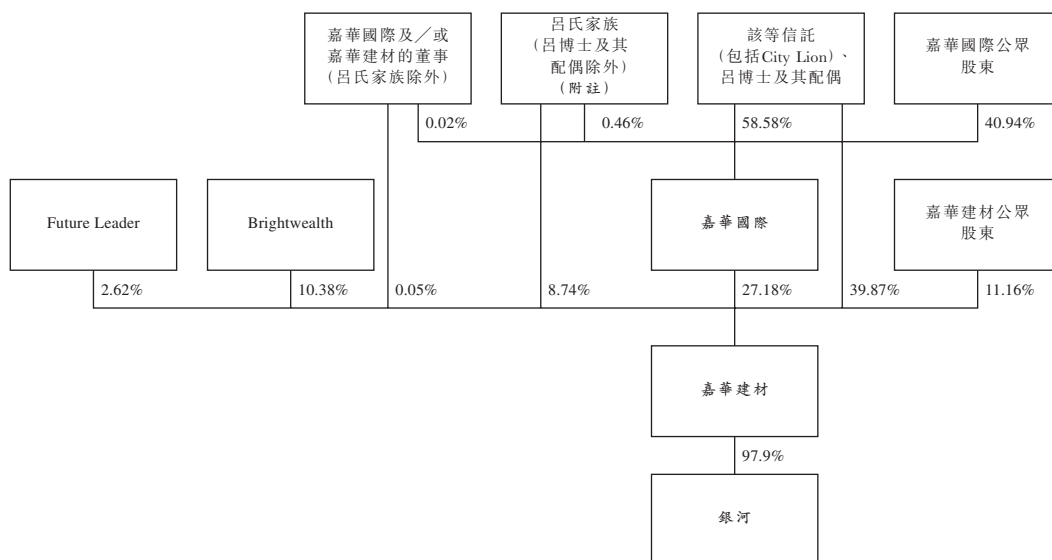 嘉華國際及／或
嘉華建材的董事
(呂氏家族除外)
呂氏家族
(呂博士及其
配偶除外)
(附註)
該等信託
(包括City Lion)、
呂博士及其配偶
嘉華國際公眾
股東
0.02%
0.46%
58.58%
40.94%
Future Leader
Brightwealth
嘉華國際
嘉華建材公眾
股東
2.62%
10.38%
0.05%
8.74%
27.18%
39.87%
11.16%
嘉華建材
97.9%
銀河